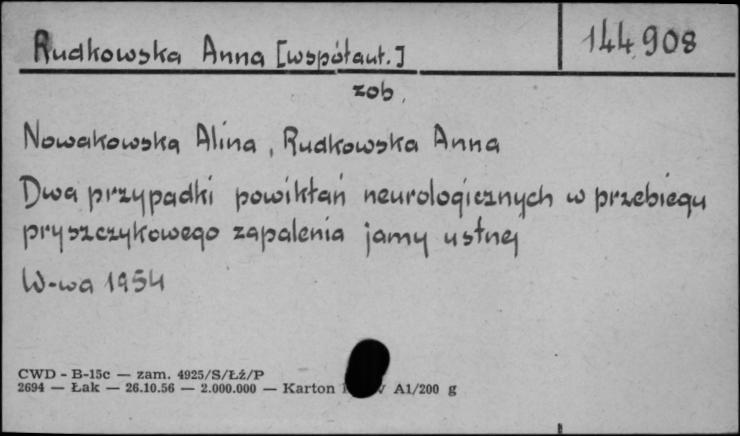 Rudkowska Anna [współaut.]
144908
zob.
Nowakowska Alina, Rudkowska Anna
Dwa przypadki powikłań neurologicznych w przebiegu
pryszczykowego zapalenia jamy ustnej
W-wa 1954
CWD - B-15c — zam. 4925/S/Łź/P
2694 — Łak — 26.10.56 — 2.000.000 — Karton A1/200 g